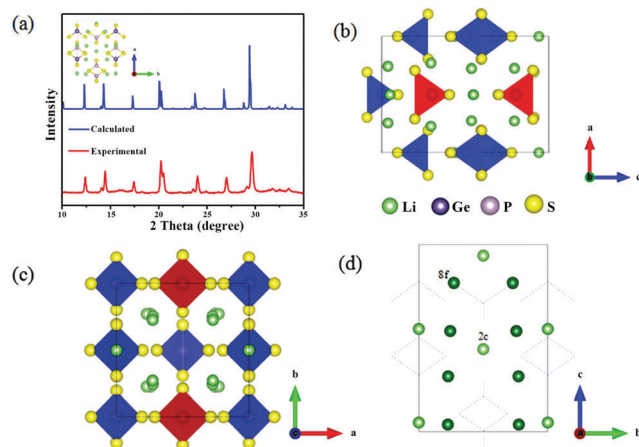 (a)
a
b
Intensity
Calculated
Experimental
10 15 20 25 30 35
2 Theta (degree)
(b)
a
b
c
Li Ge P S
(c)
b
c
a
(d)
8f
2c
c
a
b